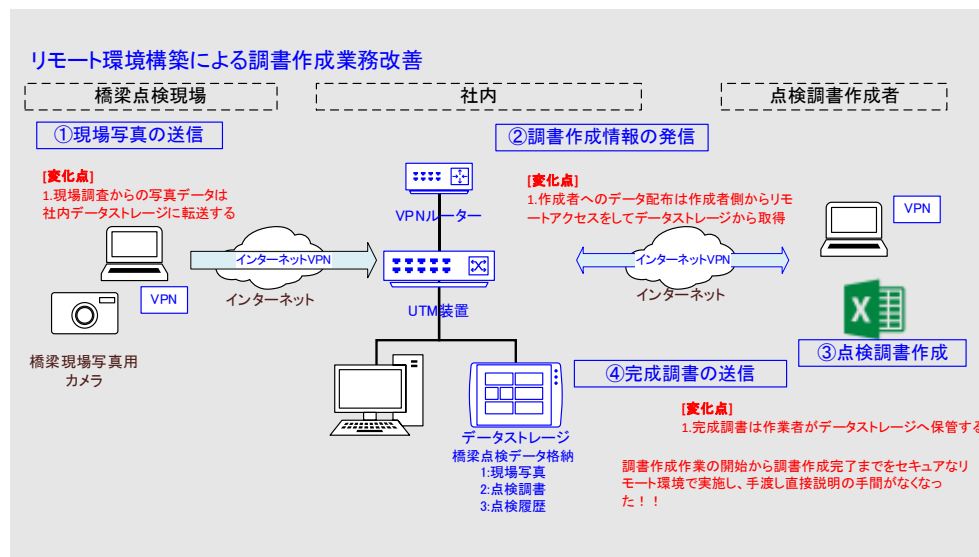 リモート環境構築による調書作成業務改善
橋梁点検現場
社内
点検調書作成者
①現場写真の送信
②調書作成情報の発信
[変化点]
1.現場調査からの写真データは
社内データストレージに転送する
VPNルーター
[変化点]
1.作成者へのデータ配布は作成者側からリモ
ートアクセスをしてデータストレージから取得
VPN
インターネットVPN
インターネット
VPN
UTM装置
インターネットVPN
インターネット
X
橋梁現場写真用
カメラ
③点検調書作成
④完成調書の送信
データストレージ
橋梁点検データ格納
1:現場写真
2:点検調書
3:点検履歴
[変化点]
1.完成調書は作業者がデータストレージへ保管する
調書作成作業の開始から調書作成完了までをセキュアなリ
モート環境で実施し、手渡し直接説明の手間がなくなっ
た！！